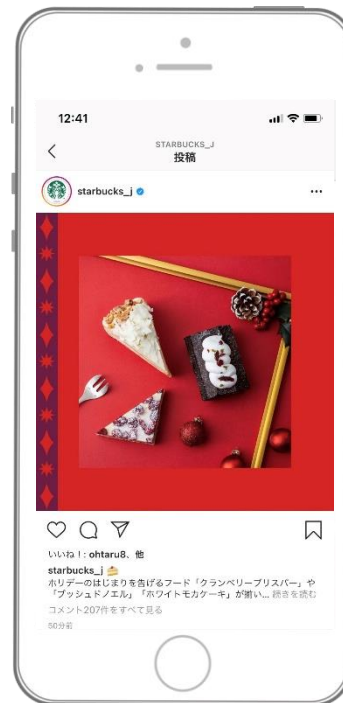 12:41
STARBUCKS_J
投稿
starbucks_j
いいね！: ohtaru8、他
starbucks_j 🍰
ホリデーのはじまりを告げるフード「クランベリーブリスバー」や
「ブッシュドノエル」「ホワイトモカケーキ」が揃い... 続きを読む
コメント207件をすべて見る
50分前